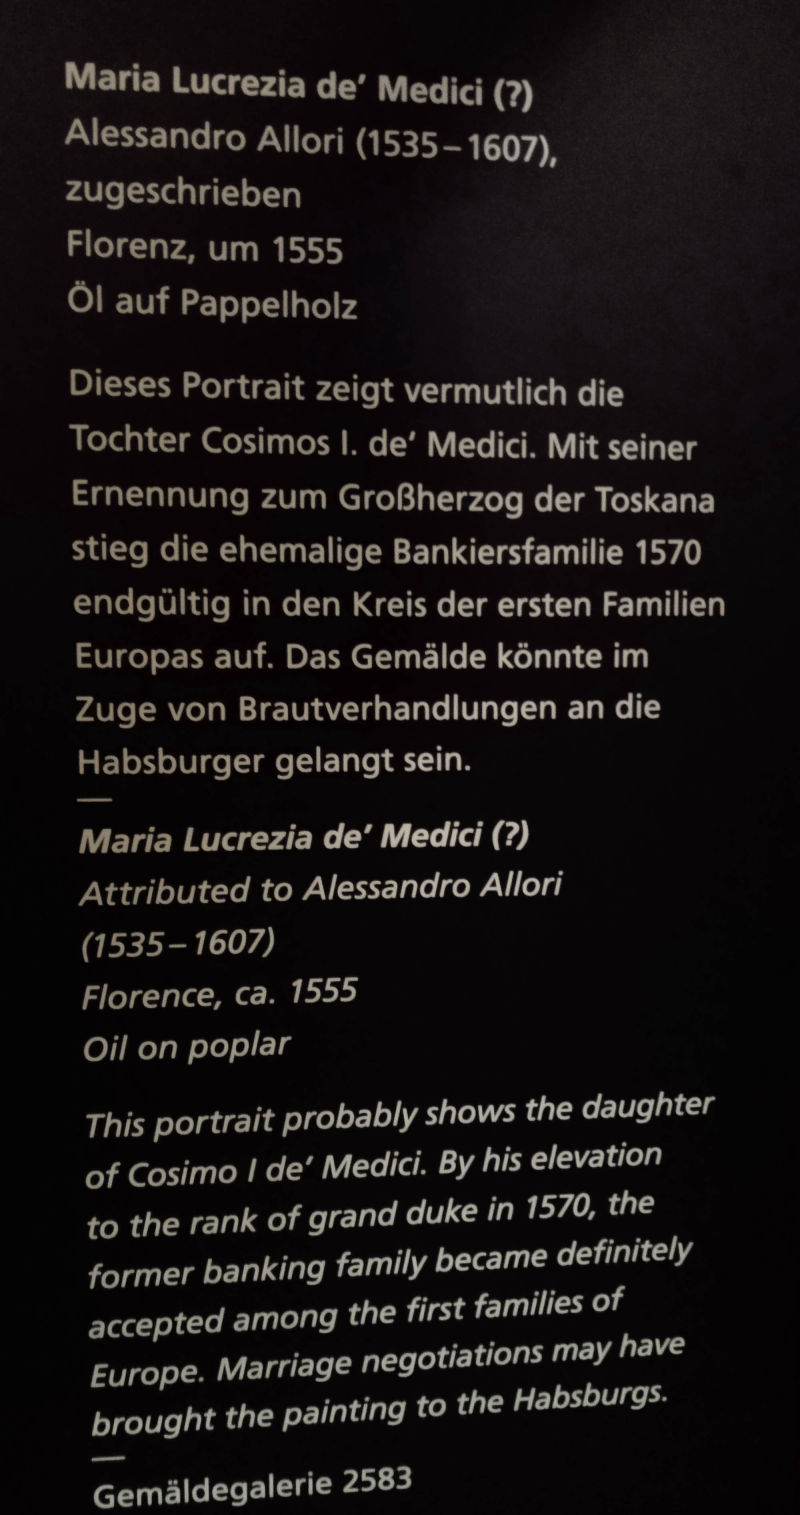 Maria Lucrezia de’ Medici (?)
Alessandro Allori (1535–1607),
zugeschrieben
Florenz, um 1555
Öl auf Pappelholz
Dieses Portrait zeigt vermutlich die
Tochter Cosimos I. de’ Medici. Mit seiner
Ernennung zum Großherzog der Toskana
stieg die ehemalige Bankiersfamilie 1570
endgültig in den Kreis der ersten Familien
Europas auf. Das Gemälde könnte im
Zuge von Brautverhandlungen an die
Habsburger gelangt sein.
—
Maria Lucrezia de’ Medici (?)
Attributed to Alessandro Allori
(1535–1607)
Florence, ca. 1555
Oil on poplar
This portrait probably shows the daughter
of Cosimo I de’ Medici. By his elevation
to the rank of grand duke in 1570, the
former banking family became definitely
accepted among the first families of
Europe. Marriage negotiations may have
brought the painting to the Habsburgs.
—
Gemäldegalerie 2583